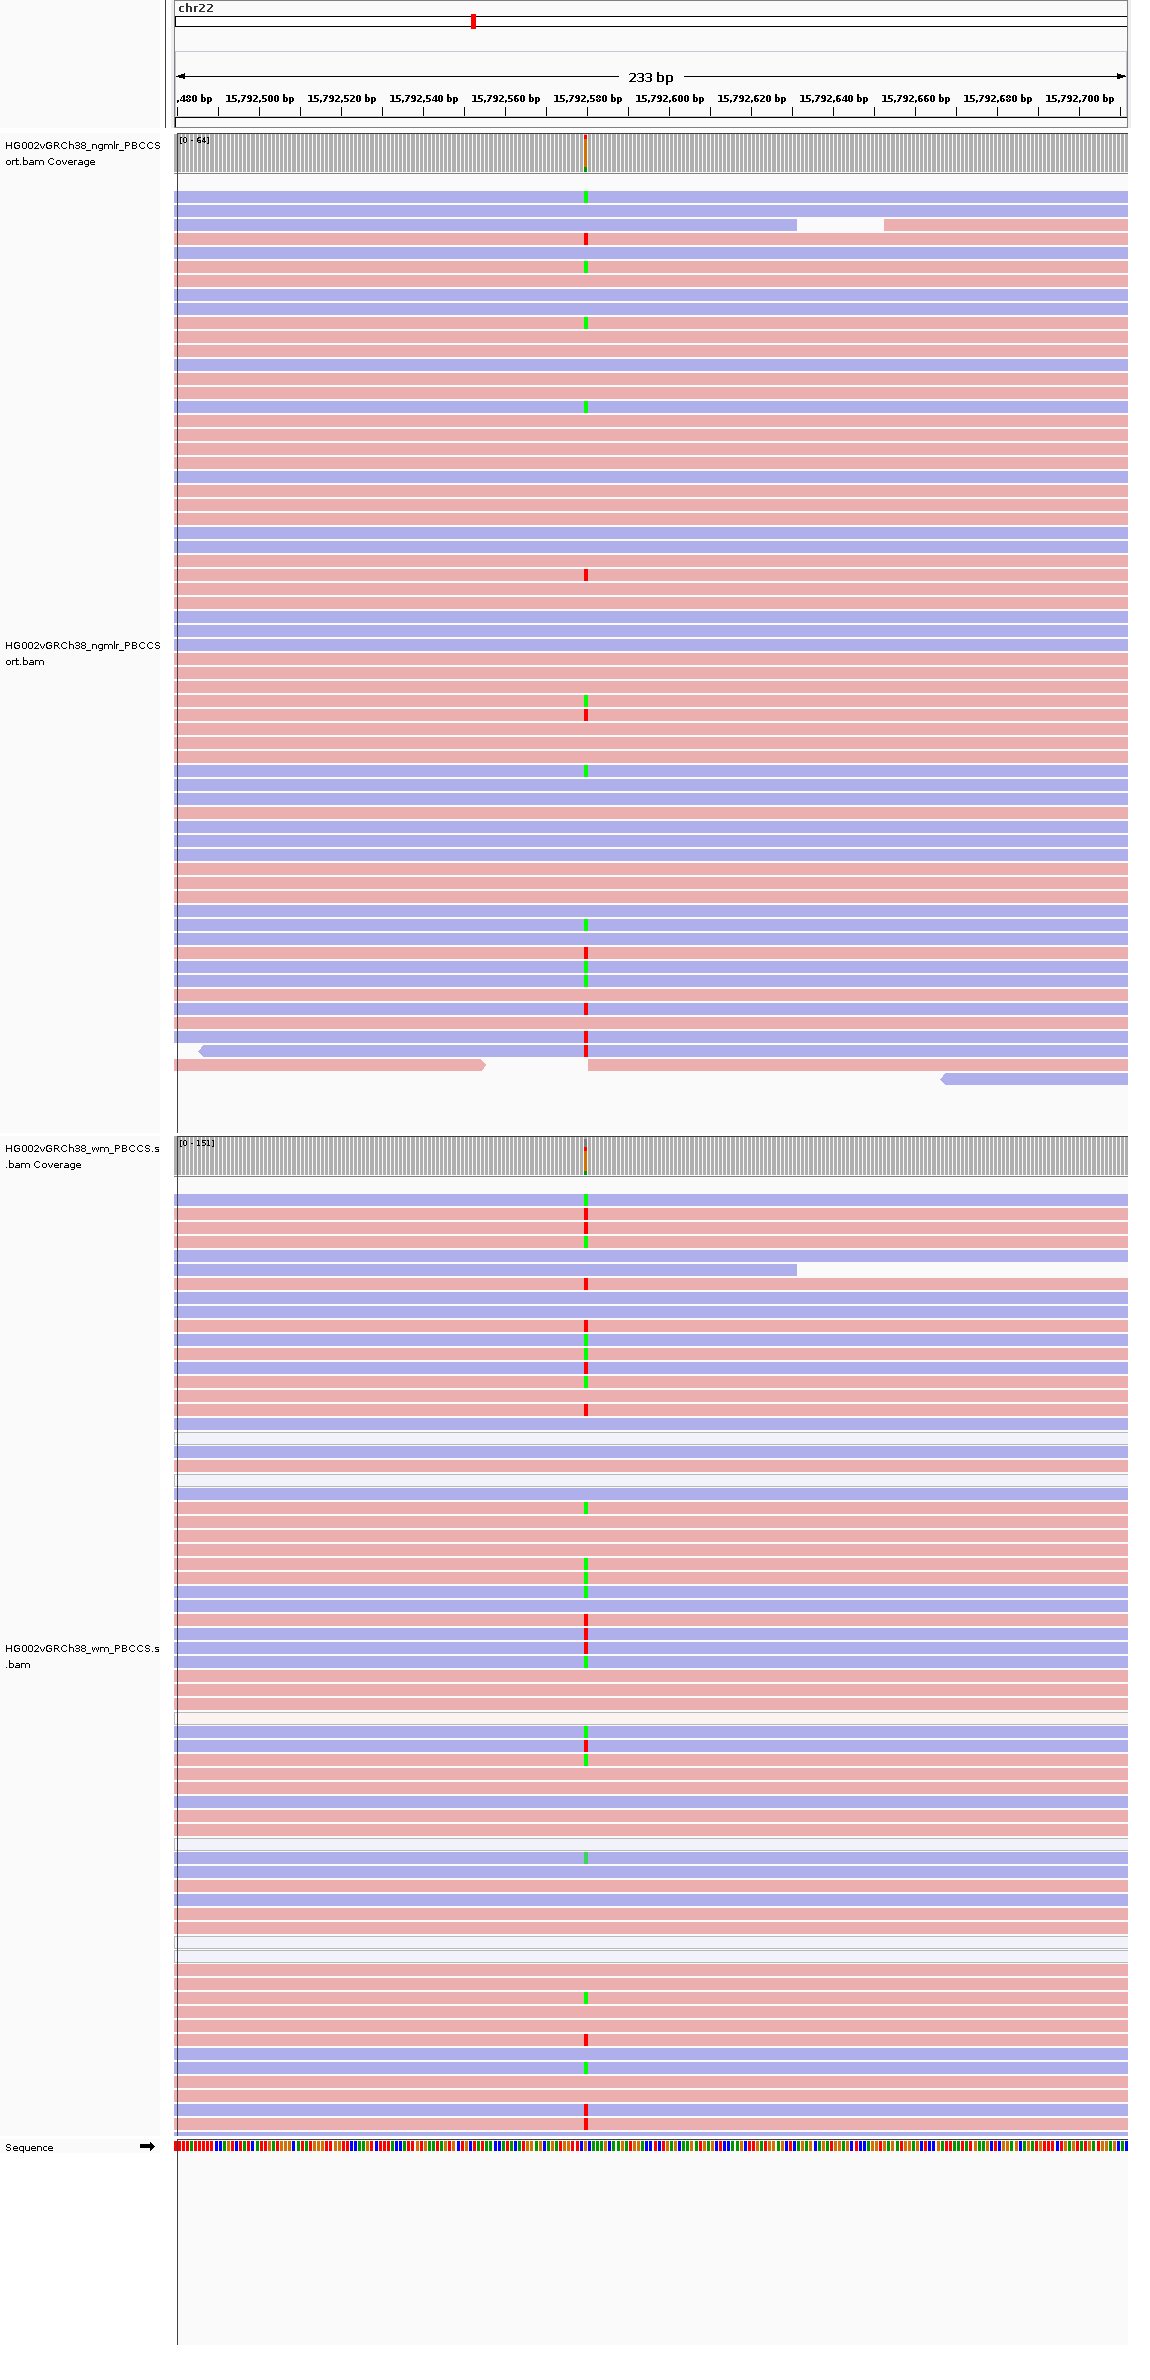 chr22
233 bp
,480 bp 15,792,500 bp 15,792,520 bp 15,792,540 bp 15,792,560 bp 15,792,580 bp 15,792,600 bp 15,792,620 bp 15,792,640 bp 15,792,660 bp 15,792,680 bp 15,792,700 bp
HG002vGRCh38_ngmlr_PBCCS
ort.bam Coverage
[0 - 64]
HG002vGRCh38_ngmlr_PBCCS
ort.bam
HG002vGRCh38_wm_PBCCS.s
.bam Coverage
[0 - 151]
HG002vGRCh38_wm_PBCCS.s
.bam
Sequence